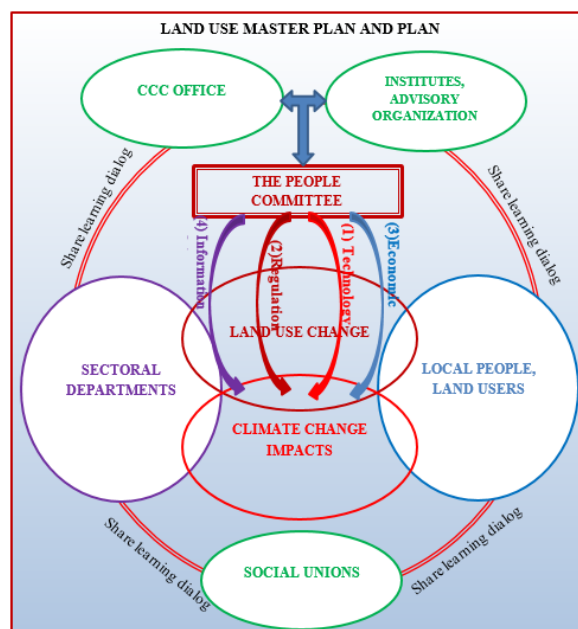 LAND USE MASTER PLAN AND PLAN
CCC OFFICE
INSTITUTES,
ADVISORY
ORGANIZATION
Share learning dialog
Share learning dialog
THE PEOPLE
COMMITTEE
(4) Information
(2)Regulation
(1) Technology
(3)Economic
LAND USE CHANGE
SECTORAL
DEPARTMENTS
LOCAL PEOPLE,
LAND USERS
CLIMATE CHANGE
IMPACTS
Share learning dialog
Share learning dialog
SOCIAL UNIONS